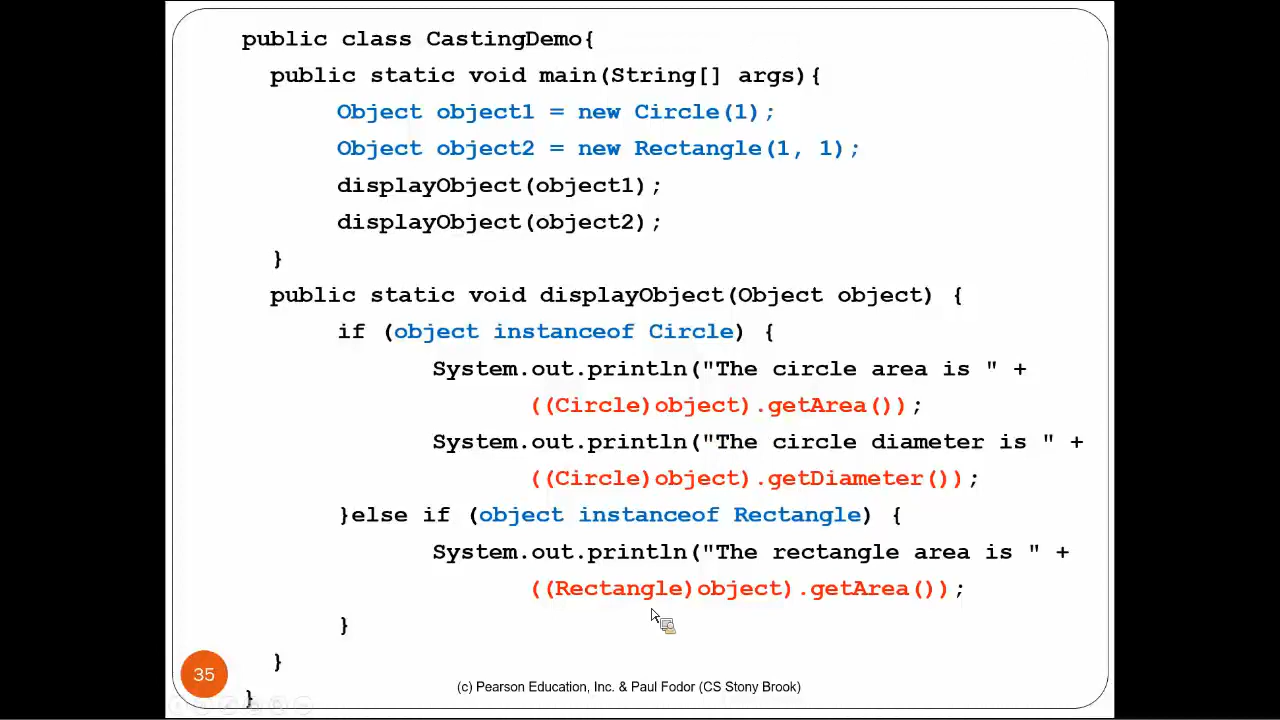 public class CastingDemo{
public static void main(String[] args){
Object object1 = new Circle(1);
Object object2 = new Rectangle(1, 1);
displayObject(object1);
displayObject(object2);
}
public static void displayObject(Object object) {
if (object instanceof Circle) {
System.out.println("The circle area is " +
((Circle)object).getArea());
System.out.println("The circle diameter is " +
((Circle)object).getDiameter());
}else if (object instanceof Rectangle) {
System.out.println("The rectangle area is " +
((Rectangle)object).getArea());
}
}
35
(c) Pearson Education, Inc. & Paul Fodor (CS Stony Brook)
}